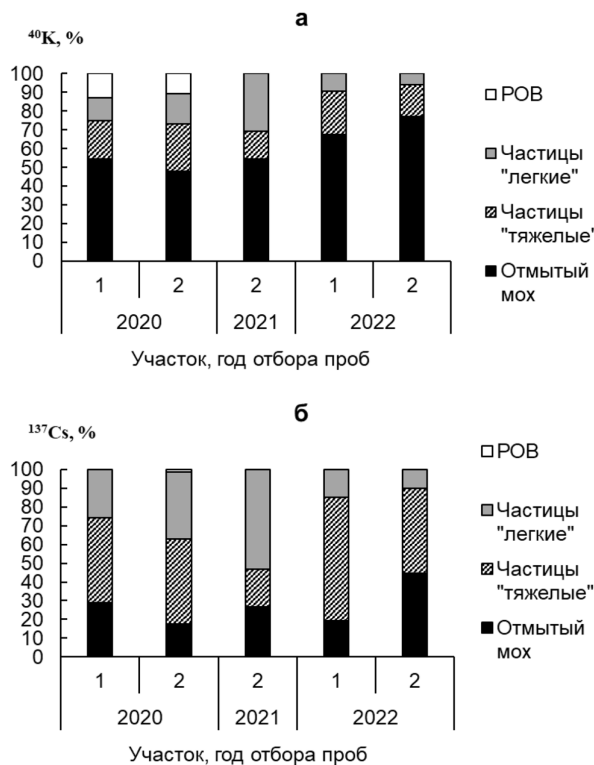 а
⁴⁰K, %
100
90
80
70
60
50
40
30
20
10
0
1 2 2 1 2
2020 2021 2022
Участок, год отбора проб
РОВ
Частицы
"легкие"
Частицы
"тяжелые"
Отмытый
мох
б
¹³⁷Cs, %
100
90
80
70
60
50
40
30
20
10
0
1 2 2 1 2
2020 2021 2022
Участок, год отбора проб
РОВ
Частицы
"легкие"
Частицы
"тяжелые"
Отмытый
мох